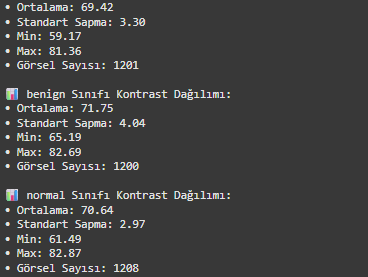 • Ortalama: 69.42
• Standart Sapma: 3.30
• Min: 59.17
• Max: 81.36
• Görsel Sayısı: 1201
📊 benign Sınıfı Kontrast Dağılımı:
• Ortalama: 71.75
• Standart Sapma: 4.04
• Min: 65.19
• Max: 82.69
• Görsel Sayısı: 1200
📊 normal Sınıfı Kontrast Dağılımı:
• Ortalama: 70.64
• Standart Sapma: 2.97
• Min: 61.49
• Max: 82.87
• Görsel Sayısı: 1208